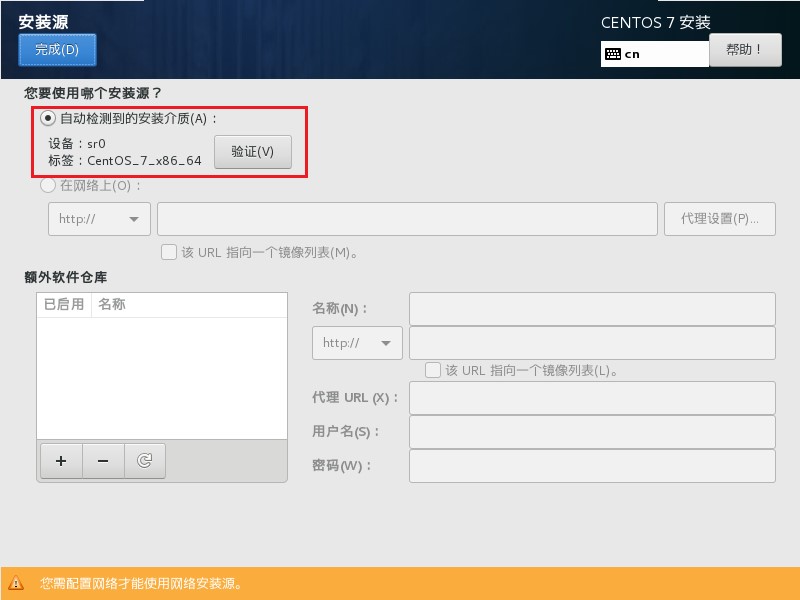 安装源
CENTOS 7 安装
完成(D)
cn
帮助！
您要使用哪个安装源？
自动检测到的安装介质(A)：
设备：sr0
标签：CentOS_7_x86_64
验证(V)
在网络上(O)：
http://
代理设置(P)...
该 URL 指向一个镜像列表(M)。
额外软件仓库
已启用 名称
名称(N)：
http://
该 URL 指向一个镜像列表(L)。
代理 URL (X)：
用户名(S)：
密码(W)：
您需配置网络才能使用网络安装源。